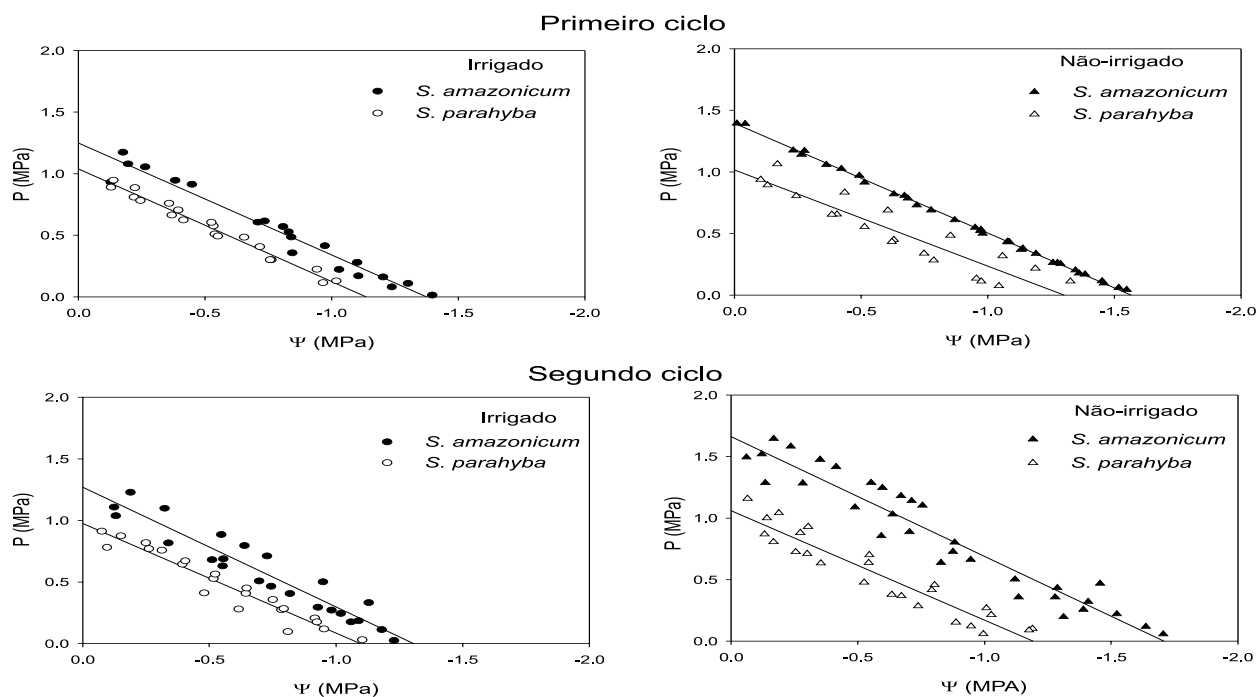 Primeiro ciclo
2.0
Irrigado
S. amazonicum
S. parahyba
1.5
1.0
0.5
0.0
P (MPa)
0.0 -0.5 -1.0 -1.5 -2.0
Ψ (MPa)
2.0
Não-irrigado
S. amazonicum
S. parahyba
1.5
1.0
0.5
0.0
P (MPa)
0.0 -0.5 -1.0 -1.5 -2.0
Ψ (MPa)
Segundo ciclo
2.0
Irrigado
S. amazonicum
S. parahyba
1.5
1.0
0.5
0.0
P (MPa)
0.0 -0.5 -1.0 -1.5 -2.0
Ψ (MPa)
2.0
Não-irrigado
S. amazonicum
S. parahyba
1.5
1.0
0.5
0.0
P (MPa)
0.0 -0.5 -1.0 -1.5 -2.0
Ψ (MPA)